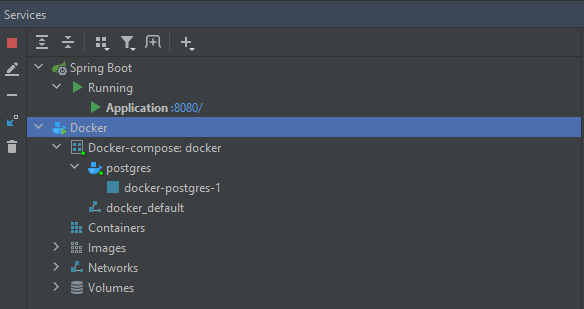 Services
Spring Boot
Running
Application :8080/
Docker
Docker-compose: docker
postgres
docker-postgres-1
docker_default
Containers
Images
Networks
Volumes